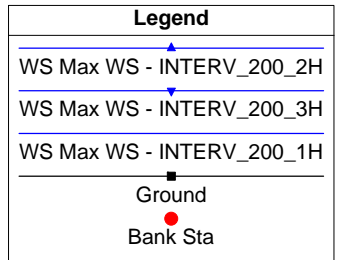 Legend
WS Max WS - INTERV_200_2H
WS Max WS - INTERV_200_3H
WS Max WS - INTERV_200_1H
Ground
Bank Sta